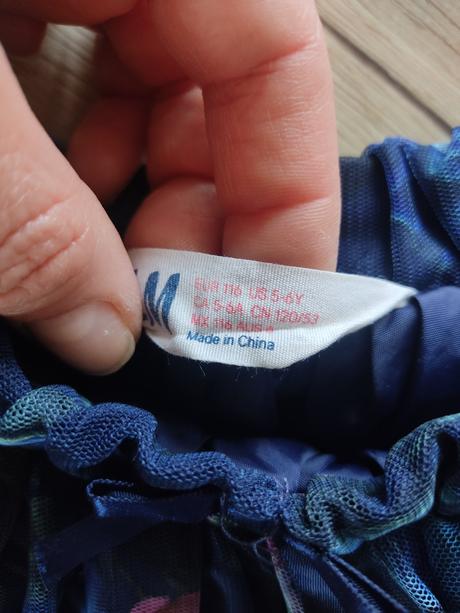 M
EUR 116 US 5-6Y
CA 5-6A CN 120/53
MX 116 AUS 6
Made in China